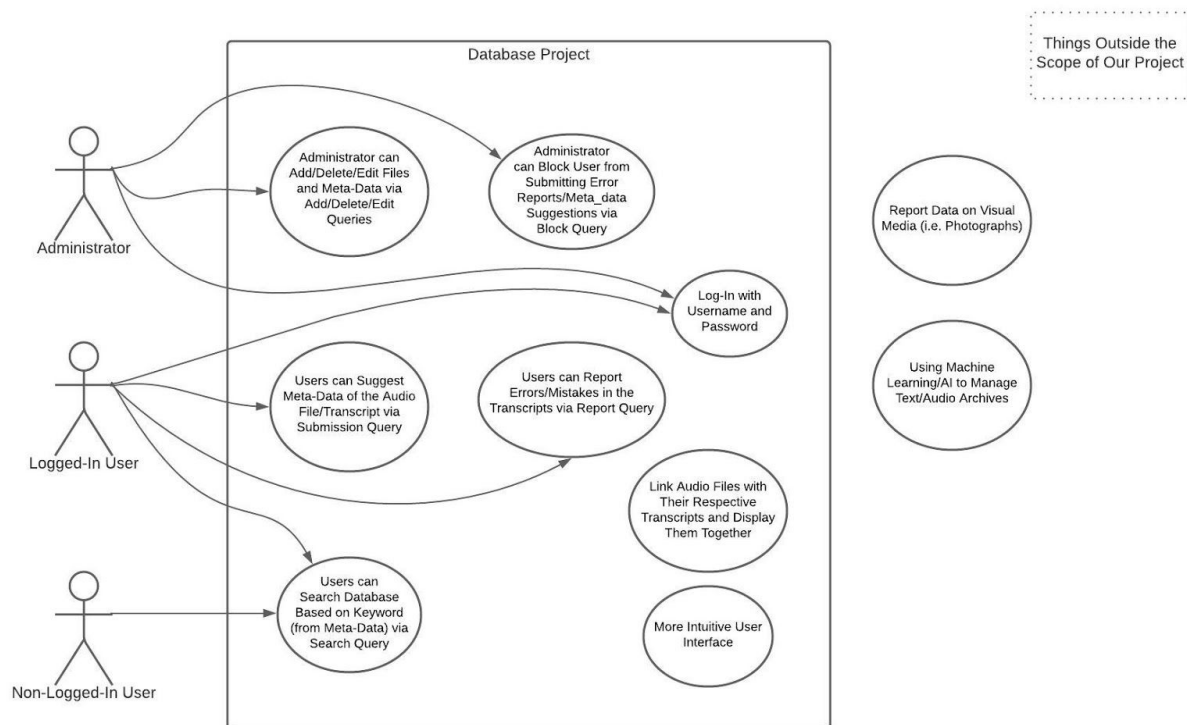 Things Outside the
Scope of Our Project
Database Project
Administrator can
Add/Delete/Edit Files
and Meta-Data via
Add/Delete/Edit
Queries
Administrator
can Block User from
Submitting Error
Reports/Meta_data
Suggestions via
Block Query
Administrator
Report Data on Visual
Media (i.e. Photographs)
Log-In with
Username and
Password
Users can Suggest
Meta-Data of the Audio
File/Transcript via
Submission Query
Users can Report
Errors/Mistakes in the
Transcripts via Report Query
Using Machine
Learning/AI to Manage
Text/Audio Archives
Logged-In User
Link Audio Files with
Their Respective
Transcripts and Display
Them Together
Users can
Search Database
Based on Keyword
(from Meta-Data) via
Search Query
More Intuitive User
Interface
Non-Logged-In User